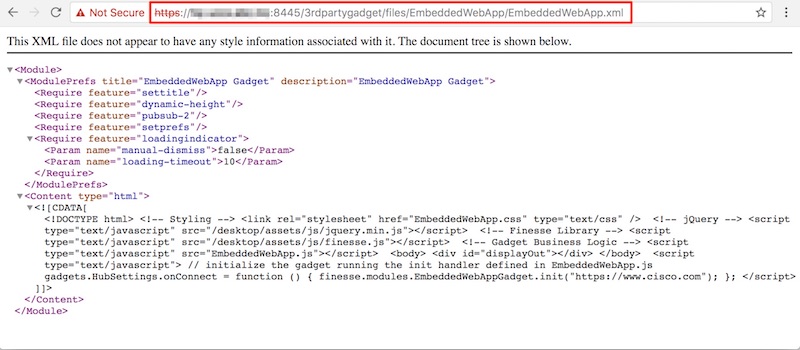 Not Secure https:// :8445/3rdpartygadget/files/EmbeddedWebApp/EmbeddedWebApp.xml
This XML file does not appear to have any style information associated with it. The document tree is shown below.
<Module>
<ModulePrefs title="EmbeddedWebApp Gadget" description="EmbeddedWebApp Gadget">
<Require feature="settitle"/>
<Require feature="dynamic-height"/>
<Require feature="pubsub-2"/>
<Require feature="setprefs"/>
<Require feature="loadingindicator">
<Param name="manual-dismiss">false</Param>
<Param name="loading-timeout">10</Param>
</Require>
</ModulePrefs>
<Content type="html">
<![CDATA[
<!DOCTYPE html> <!-- Styling --> <link rel="stylesheet" href="EmbeddedWebApp.css" type="text/css" /> <!-- jQuery --> <script
type="text/javascript" src="/desktop/assets/js/jquery.min.js"></script> <!-- Finesse Library --> <script
type="text/javascript" src="/desktop/assets/js/finesse.js"></script> <!-- Gadget Business Logic --> <script
type="text/javascript" src="EmbeddedWebApp.js"></script> <body> <div id="displayOut"></div> </body> <script
type="text/javascript"> // initialize the gadget running the init handler defined in EmbeddedWebApp.js
gadgets.HubSettings.onConnect = function () { finesse.modules.EmbeddedWebAppGadget.init("https://www.cisco.com"); }; </script>
]]>
</Content>
</Module>